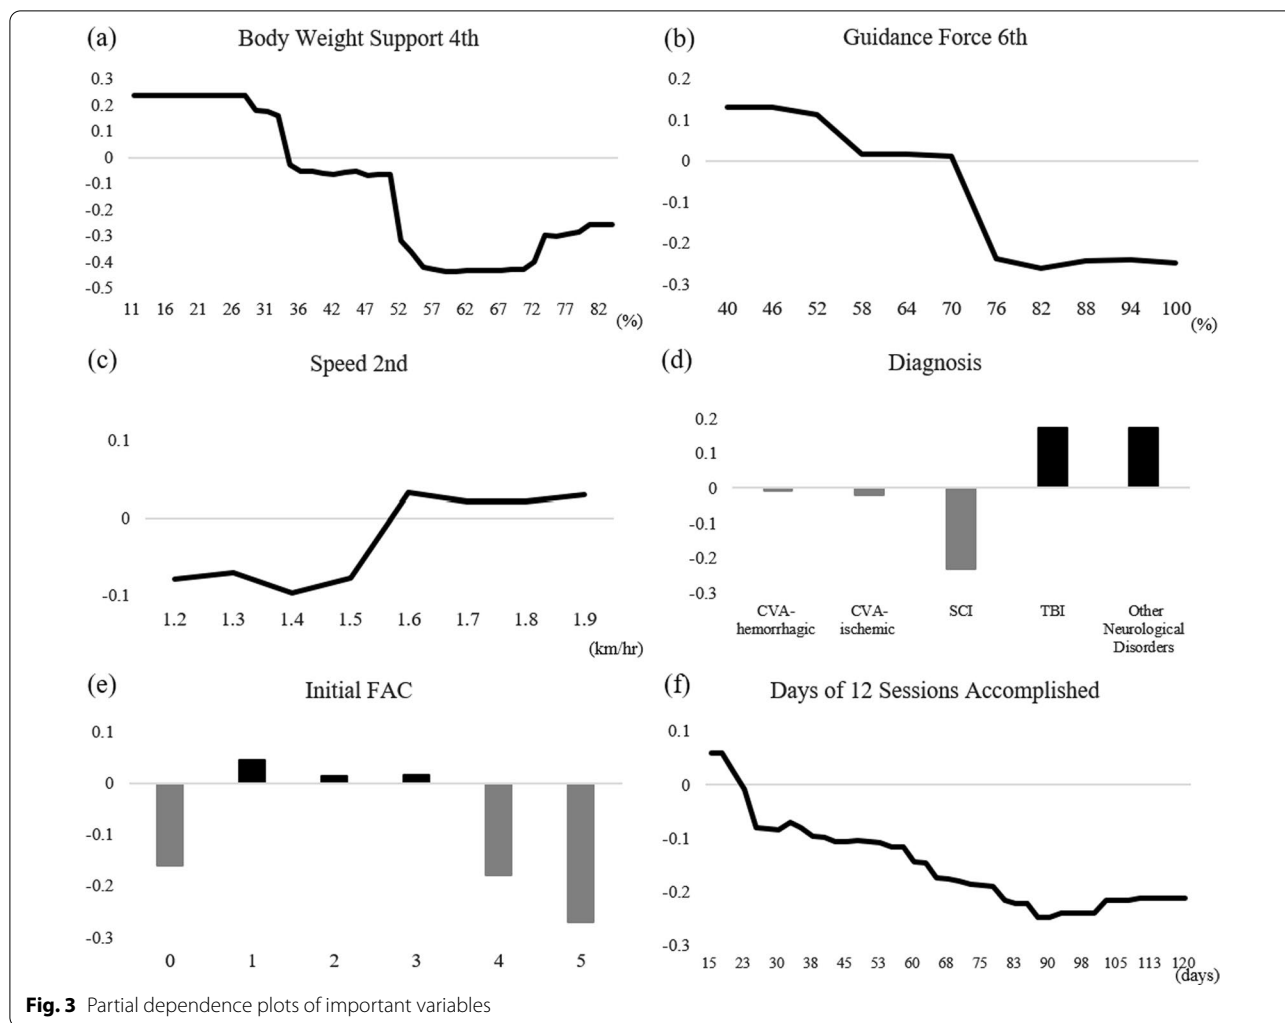 (a)
Body Weight Support 4th
0.3
0.2
0.1
0
-0.1
-0.2
-0.3
-0.4
-0.5
11 16 21 26 31 36 42 47 52 57 62 67 72 77 82
(%)
(b)
Guidance Force 6th
0.2
0.1
0
-0.1
-0.2
-0.3
40 46 52 58 64 70 76 82 88 94 100
(%)
(c)
Speed 2nd
0.1
0
-0.1
1.2 1.3 1.4 1.5 1.6 1.7 1.8 1.9
(km/hr)
(d)
Diagnosis
0.2
0.1
0
-0.1
-0.2
-0.3
CVA-
hemorrhagic
CVA-
ischemic
SCI
TBI
Other
Neurological
Disorders
(e)
Initial FAC
0.1
0
-0.1
-0.2
-0.3
0 1 2 3 4 5
(f)
Days of 12 Sessions Accomplished
0.1
0
-0.1
-0.2
-0.3
15 23 30 38 45 53 60 68 75 83 90 98 105 113 120
(days)
Fig. 3 Partial dependence plots of important variables